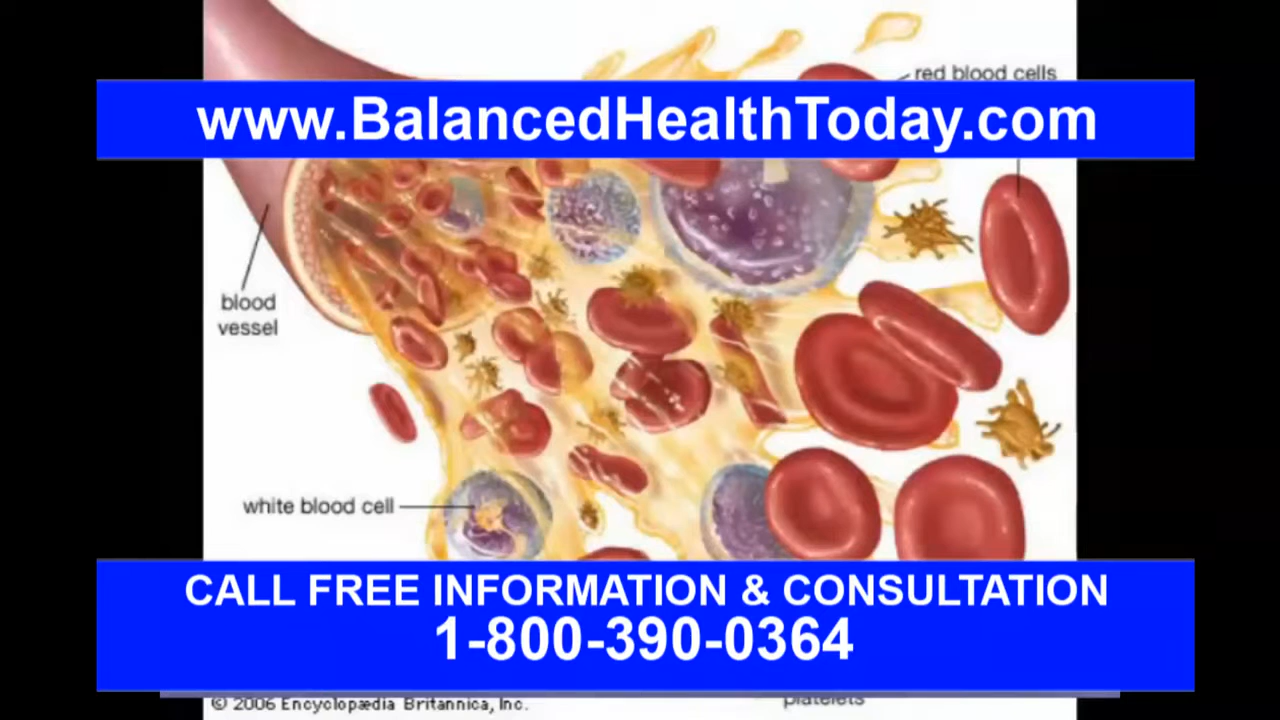 red blood cells
www.BalancedHealthToday.com
blood
vessel
white blood cell
CALL FREE INFORMATION & CONSULTATION
1-800-390-0364
© 2006 Encyclopædia Britannica, Inc.
platelets